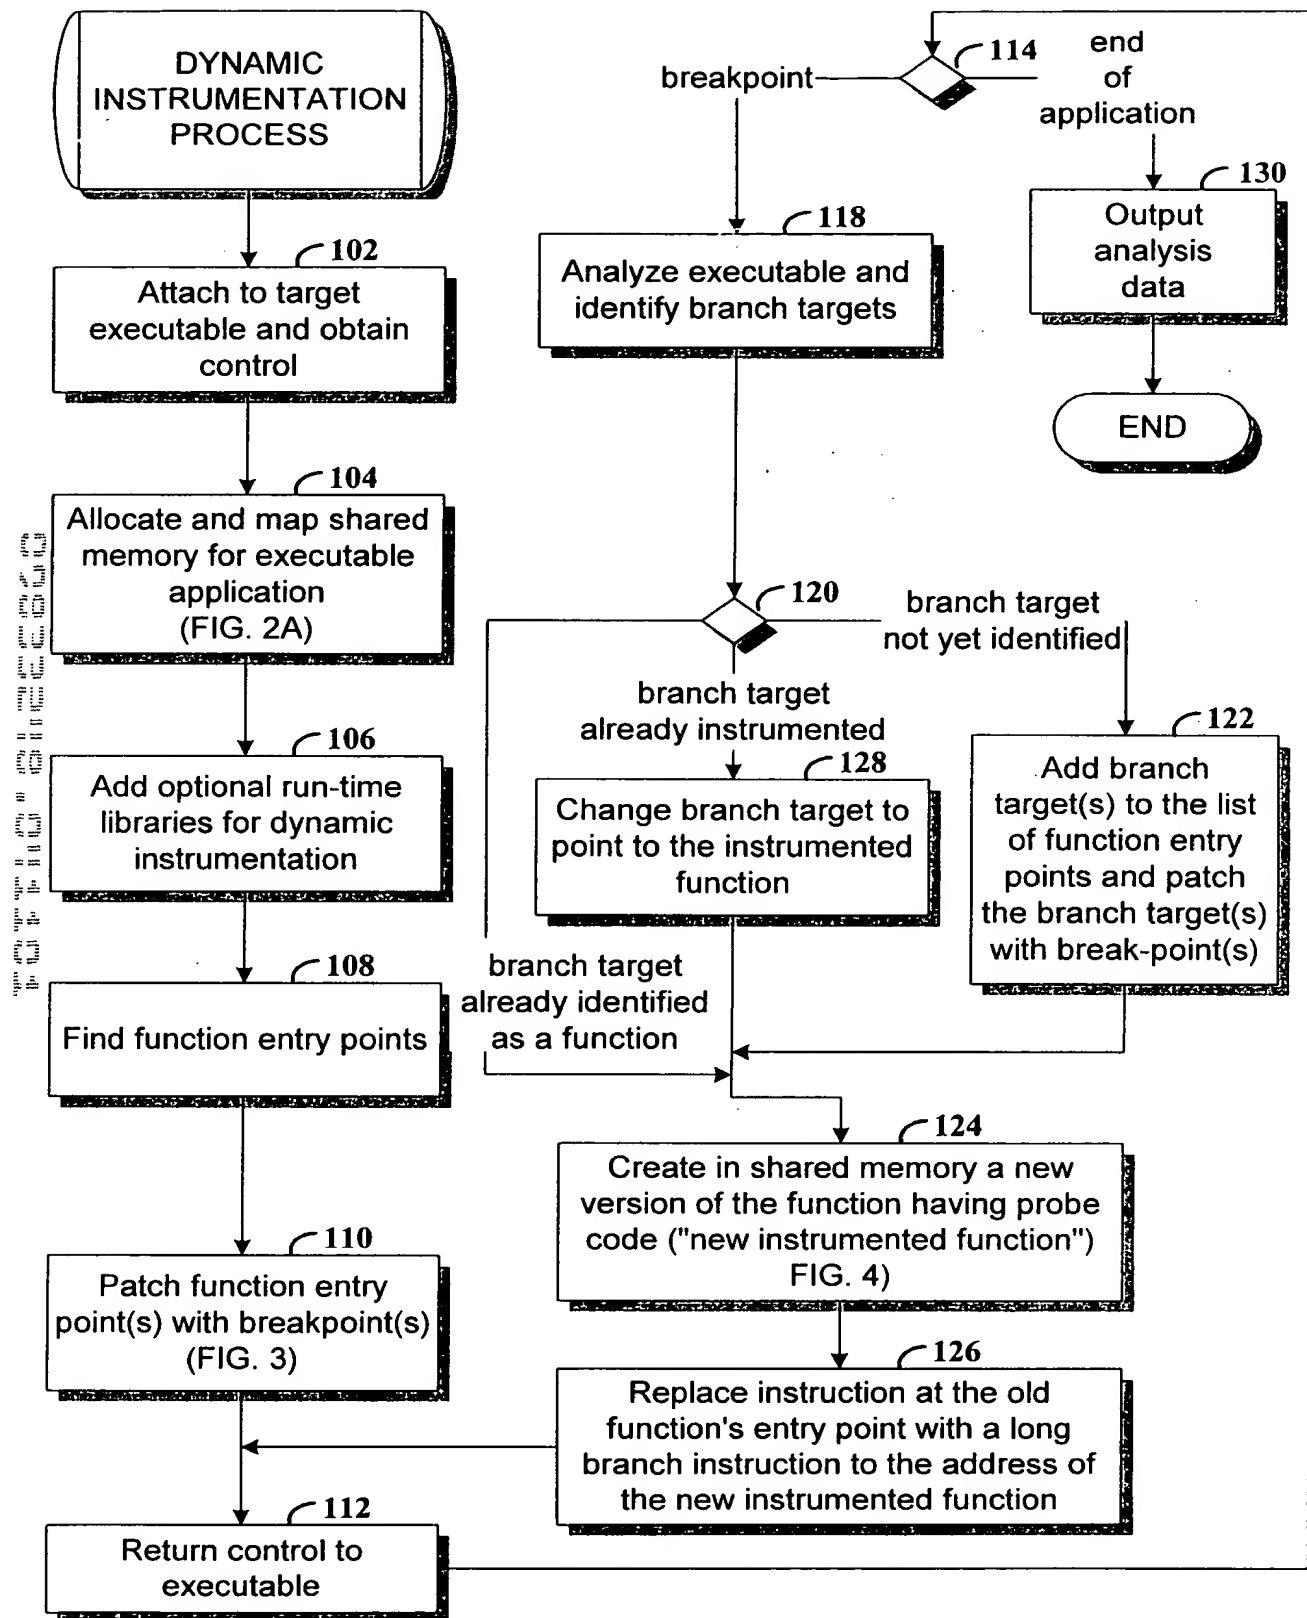 DYNAMIC
INSTRUMENTATION
PROCESS
102
Attach to target
executable and obtain
control
104
Allocate and map shared
memory for executable
application
(FIG. 2A)
106
Add optional run-time
libraries for dynamic
instrumentation
108
Find function entry points
110
Patch function entry
point(s) with breakpoint(s)
(FIG. 3)
112
Return control to
executable
114
breakpoint
end
of
application
130
Output
analysis
data
END
118
Analyze executable and
identify branch targets
120
branch target
not yet identified
branch target
already instrumented
122
Add branch
target(s) to the list
of function entry
points and patch
the branch target(s)
with break-point(s)
128
Change branch target to
point to the instrumented
function
branch target
already identified
as a function
124
Create in shared memory a new
version of the function having probe
code ("new instrumented function")
FIG. 4)
126
Replace instruction at the old
function's entry point with a long
branch instruction to the address of
the new instrumented function